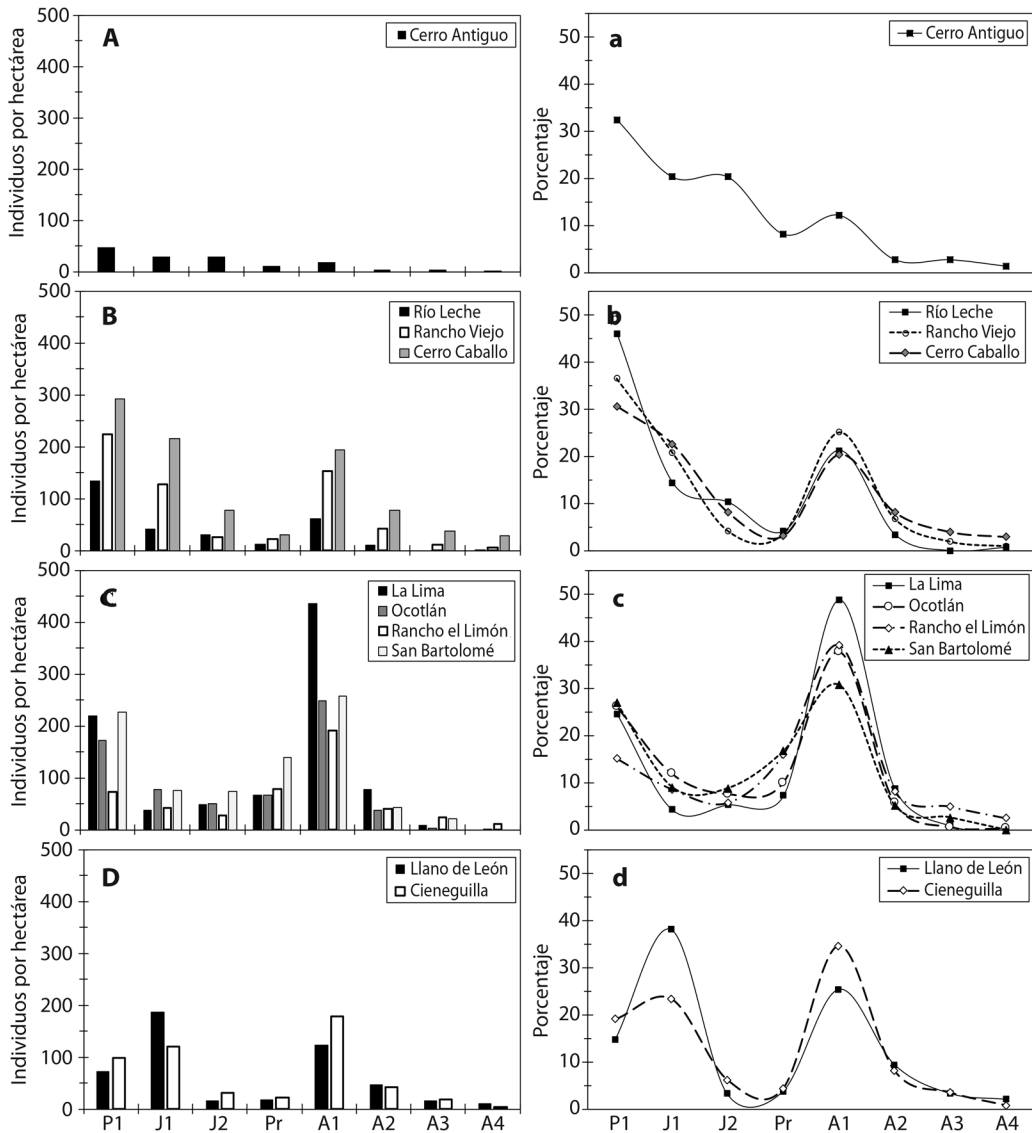 A
Cerro Antiguo
Individuos por hectárea
500
400
300
200
100
0
a
Cerro Antiguo
Porcentaje
50
40
30
20
10
0
B
Río Leche
Rancho Viejo
Cerro Caballo
Individuos por hectárea
500
400
300
200
100
0
b
Río Leche
Rancho Viejo
Cerro Caballo
Porcentaje
50
40
30
20
10
0
C
La Lima
Ocotlán
Rancho el Limón
San Bartolomé
Individuos por hectárea
500
400
300
200
100
0
c
La Lima
Ocotlán
Rancho el Limón
San Bartolomé
Porcentaje
50
40
30
20
10
0
D
Llano de León
Cieneguilla
Individuos por hectárea
500
400
300
200
100
0
P1 J1 J2 Pr A1 A2 A3 A4
d
Llano de León
Cieneguilla
Porcentaje
50
40
30
20
10
0
P1 J1 J2 Pr A1 A2 A3 A4